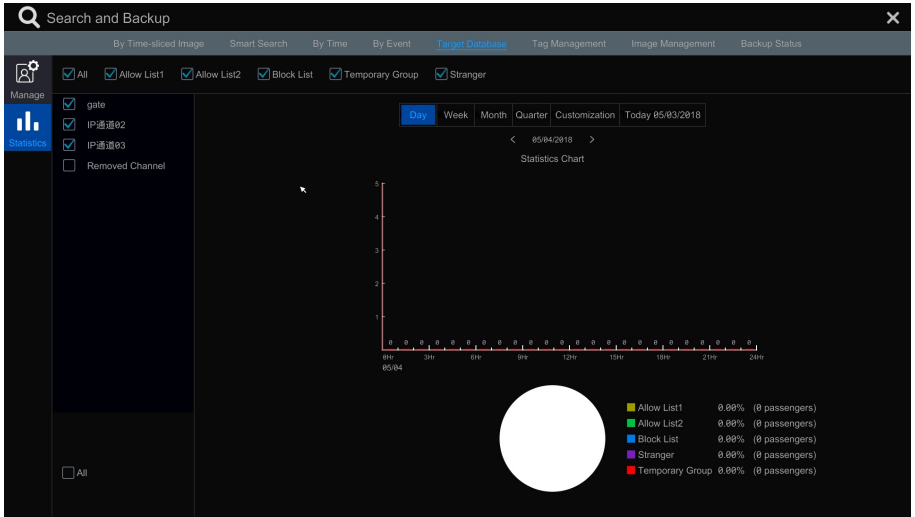 Search and Backup
By Time-sliced Image Smart Search By Time By Event Target Database Tag Management Image Management Backup Status
Manage
Statistics
All Allow List1 Allow List2 Block List Temporary Group Stranger
gate
IP通道02
IP通道03
Removed Channel
All
Day Week Month Quarter Customization Today 05/03/2018
< 05/04/2018 >
Statistics Chart
5
4
3
2
1
0 0 0 0 0 0 0 0 0 0 0 0 0 0 0 0 0 0 0 0 0 0 0 0
0Hr 3Hr 6Hr 9Hr 12Hr 15Hr 18Hr 21Hr 24Hr
05/04
Allow List1 0.00% (0 passengers)
Allow List2 0.00% (0 passengers)
Block List 0.00% (0 passengers)
Stranger 0.00% (0 passengers)
Temporary Group 0.00% (0 passengers)